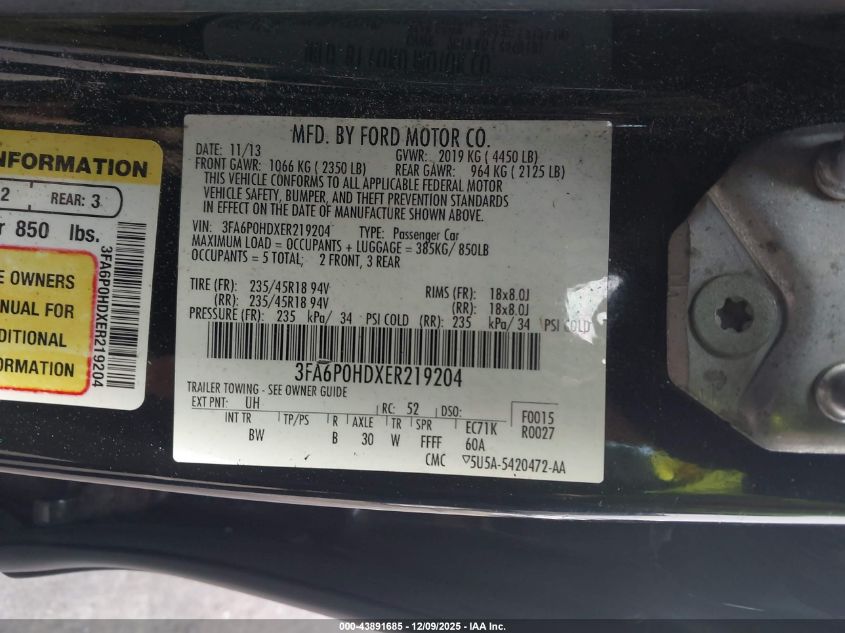 MFD. BY FORD MOTOR CO.
DATE: 11/13 GVWR: 2019 KG ( 4450 LB)
FRONT GAWR: 1066 KG ( 2350 LB) REAR GAWR: 964 KG ( 2125 LB)
THIS VEHICLE CONFORMS TO ALL APPLICABLE FEDERAL MOTOR
VEHICLE SAFETY, BUMPER, AND THEFT PREVENTION STANDARDS
IN EFFECT ON THE DATE OF MANUFACTURE SHOWN ABOVE.
VIN: 3FA6P0HDXER219204 TYPE: Passenger Car
MAXIMUM LOAD = OCCUPANTS + LUGGAGE = 385KG/ 850LB
OCCUPANTS = 5 TOTAL; 2 FRONT, 3 REAR
TIRE (FR): 235/45R18 94V RIMS (FR): 18x8.0J
(RR): 235/45R18 94V (RR): 18x8.0J
PRESSURE (FR): 235 kPa/ 34 PSI COLD (RR): 235 kPa/ 34 PSI COLD
3FA6P0HDXER219204
TRAILER TOWING - SEE OWNER GUIDE
EXT PNT: UH RC: 52 DSO: F0015
R0027
INT TR TP/PS R AXLE TR SPR EC71K
BW B 30 W FFFF 60A
CMC ▽5U5A-5420472-AA
NFORMATION
2 REAR: 3
r 850 lbs.
E OWNERS
MANUAL FOR
DITIONAL
FORMATION
3FA6P0HDXER219204
000-43891685 - 12/09/2025 - IAA Inc.